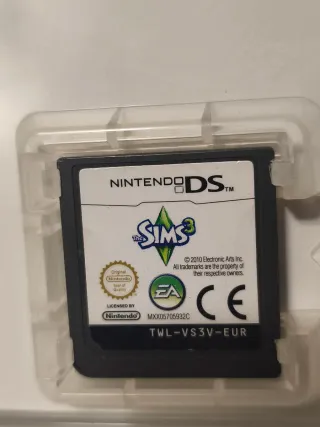 NINTENDO DS™
The SIMS 3
© 2010 Electronic Arts Inc.
All trademarks are the property of
their respective owners.
Original
Nintendo
Seal of
Quality
LICENSED BY
Nintendo
EA
CE
MXX05705932C
TWL-VS3V-EUR